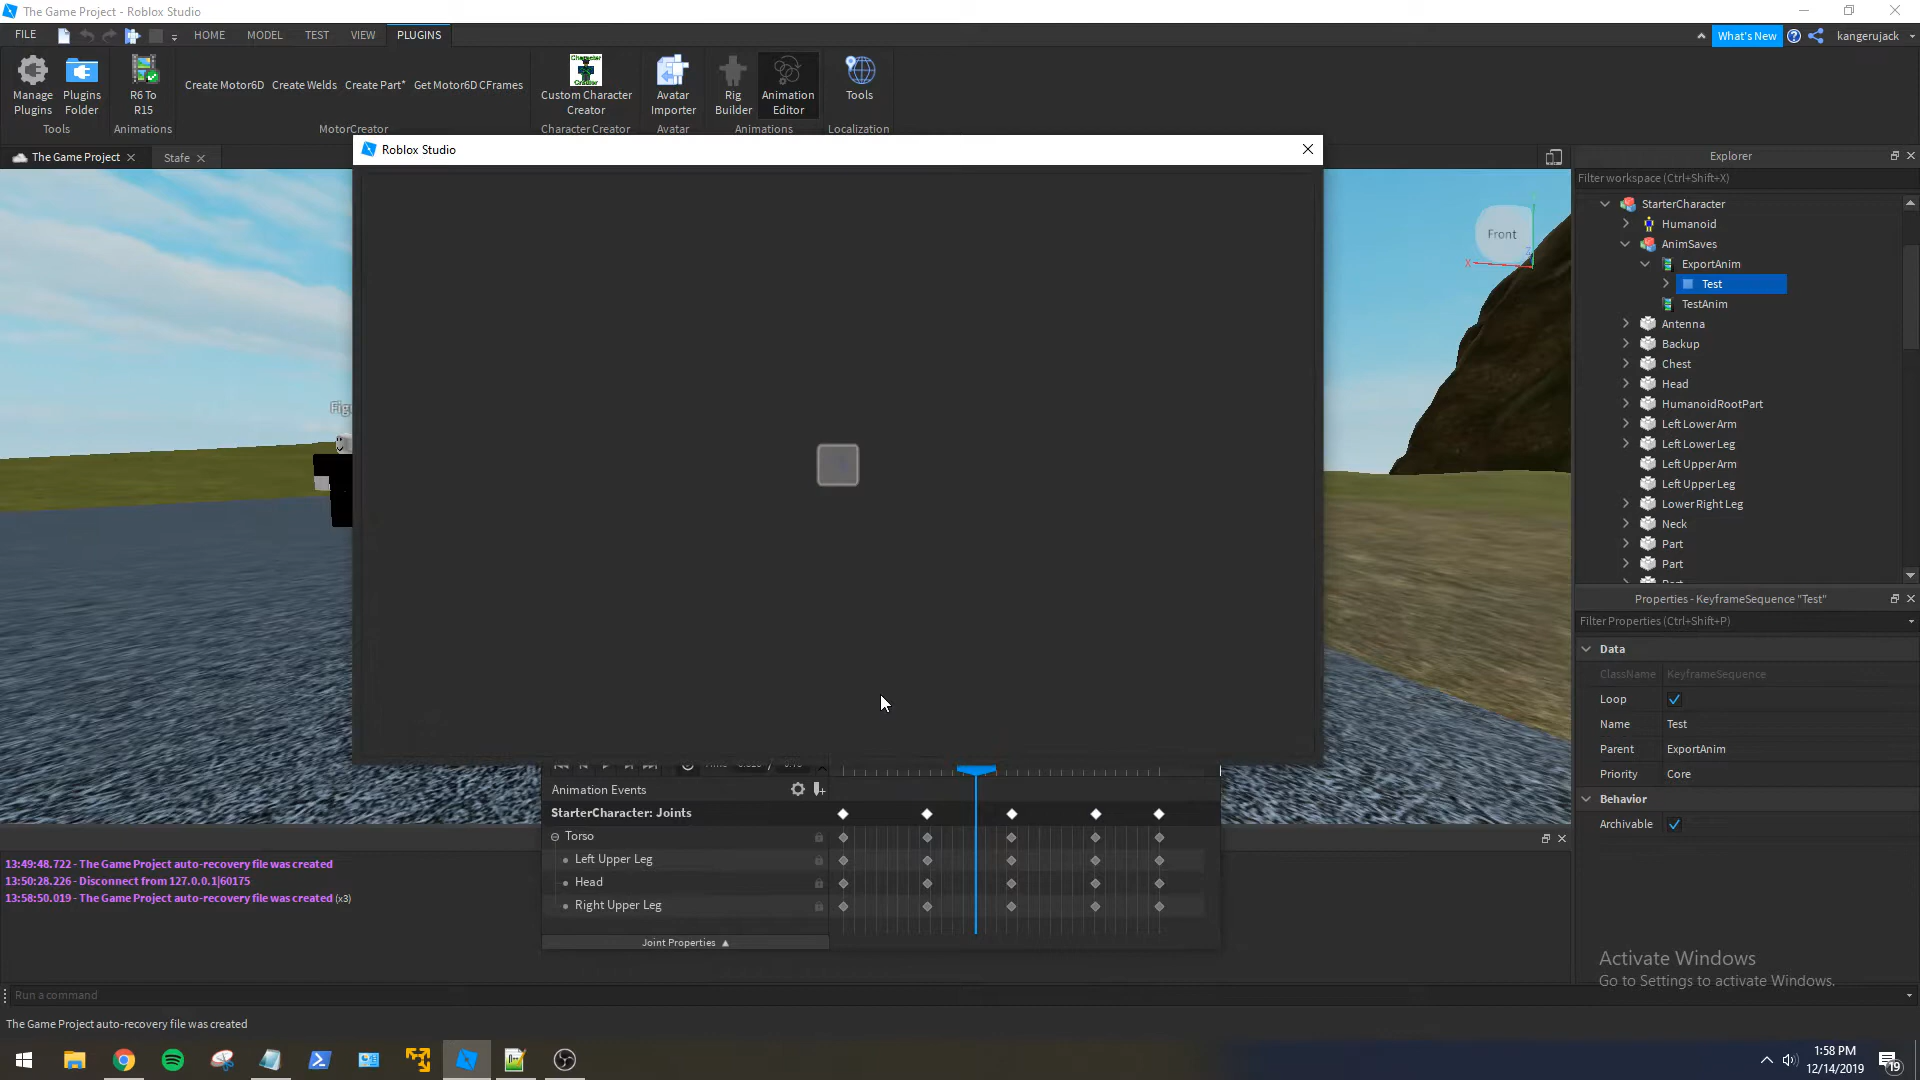 The Game Project - Roblox Studio
FILE
HOME
MODEL
TEST
VIEW
PLUGINS
What's New
kangerujack
Manage Plugins
Plugins Folder
R6 To R15
Create Motor6D
Create Welds
Create Part*
Get Motor6D CFrames
Custom Character Creator
Avatar Importer
Rig Builder
Animation Editor
Tools
Tools
Animations
MotorCreator
Character Creator
Avatar
Animations
Localization
The Game Project
Stafe
Roblox Studio
Front
X
Z
Explorer
Filter workspace (Ctrl+Shift+X)
StarterCharacter
Humanoid
AnimSaves
ExportAnim
Test
TestAnim
Antenna
Backup
Chest
Head
HumanoidRootPart
Left Lower Arm
Left Lower Leg
Left Upper Arm
Left Upper Leg
Lower Right Leg
Neck
Part
Part
Properties - KeyframeSequence "Test"
Filter Properties (Ctrl+Shift+P)
Data
ClassName KeyframeSequence
Loop
Name Test
Parent ExportAnim
Priority Core
Behavior
Archivable
Animation Events
StarterCharacter: Joints
Torso
Left Upper Leg
Head
Right Upper Leg
Joint Properties
13:49:48.722 - The Game Project auto-recovery file was created
13:50:28.226 - Disconnect from 127.0.0.1|60175
13:58:50.019 - The Game Project auto-recovery file was created (x3)
Activate Windows
Go to Settings to activate Windows.
Run a command
The Game Project auto-recovery file was created
1:58 PM
12/14/2019
19